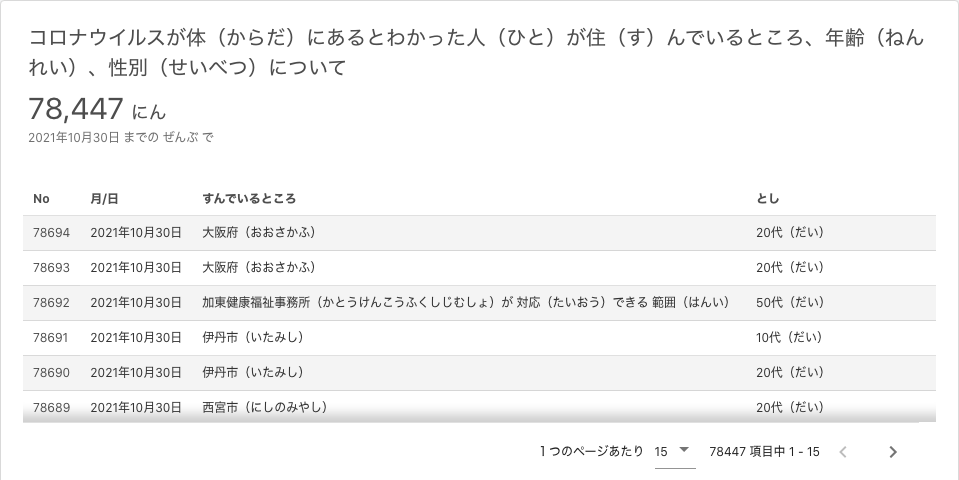 コロナウイルスが体（からだ）にあるとわかった人（ひと）が住（す）んでいるところ、年齢（ねん
れい）、性別（せいべつ）について
78,447 にん
2021年10月30日 までの ぜんぶ で
No 月/日 すんでいるところ とし
78694 2021年10月30日 大阪府（おおさかふ） 20代（だい）
78693 2021年10月30日 大阪府（おおさかふ） 20代（だい）
78692 2021年10月30日 加東健康福祉事務所（かとうけんこうふくしじむしょ）が 対応（たいおう）できる 範囲（はんい） 50代（だい）
78691 2021年10月30日 伊丹市（いたみし） 10代（だい）
78690 2021年10月30日 伊丹市（いたみし） 20代（だい）
78689 2021年10月30日 西宮市（にしのみやし） 20代（だい）
1 つのページあたり 15 78447 項目中 1 - 15